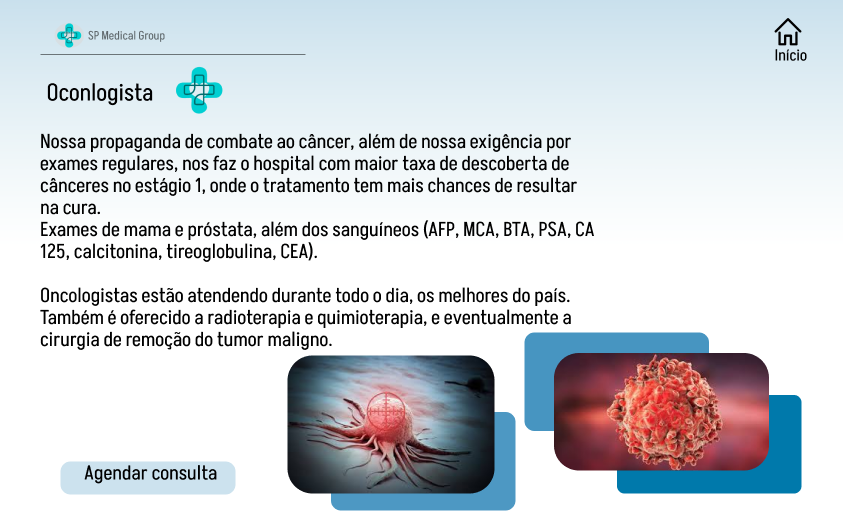 SP Medical Group
Início
Oconlogista
Nossa propaganda de combate ao câncer, além de nossa exigência por
exames regulares, nos faz o hospital com maior taxa de descoberta de
cânceres no estágio 1, onde o tratamento tem mais chances de resultar
na cura.
Exames de mama e próstata, além dos sanguíneos (AFP, MCA, BTA, PSA, CA
125, calcitonina, tireoglobulina, CEA).
Oncologistas estão atendendo durante todo o dia, os melhores do país.
Também é oferecido a radioterapia e quimioterapia, e eventualmente a
cirurgia de remoção do tumor maligno.
Agendar consulta